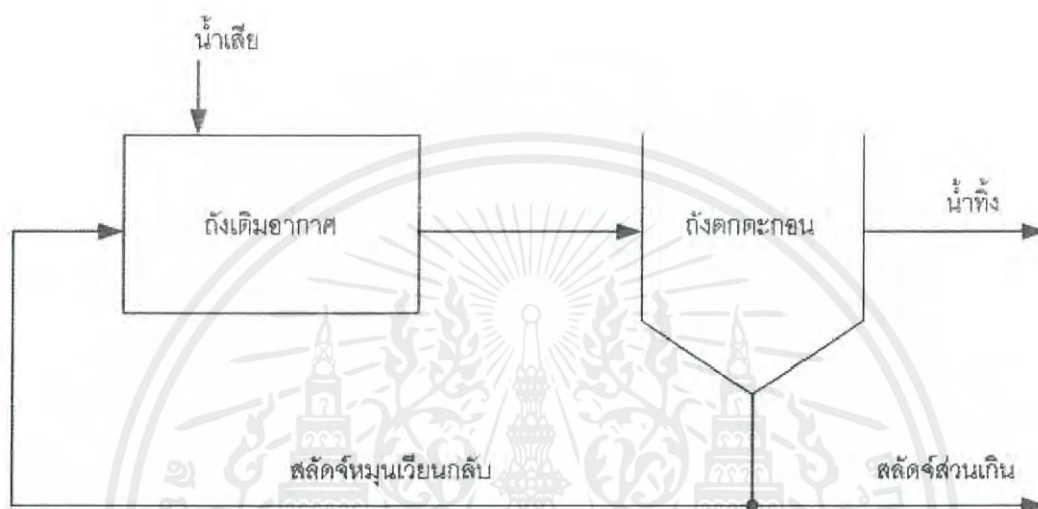 น้ำเสีย
ถังเติมอากาศ
ถังตกตะกอน
น้ำทิ้ง
สลัดจ์หมุนเวียนกลับ
สลัดจ์ส่วนเกิน